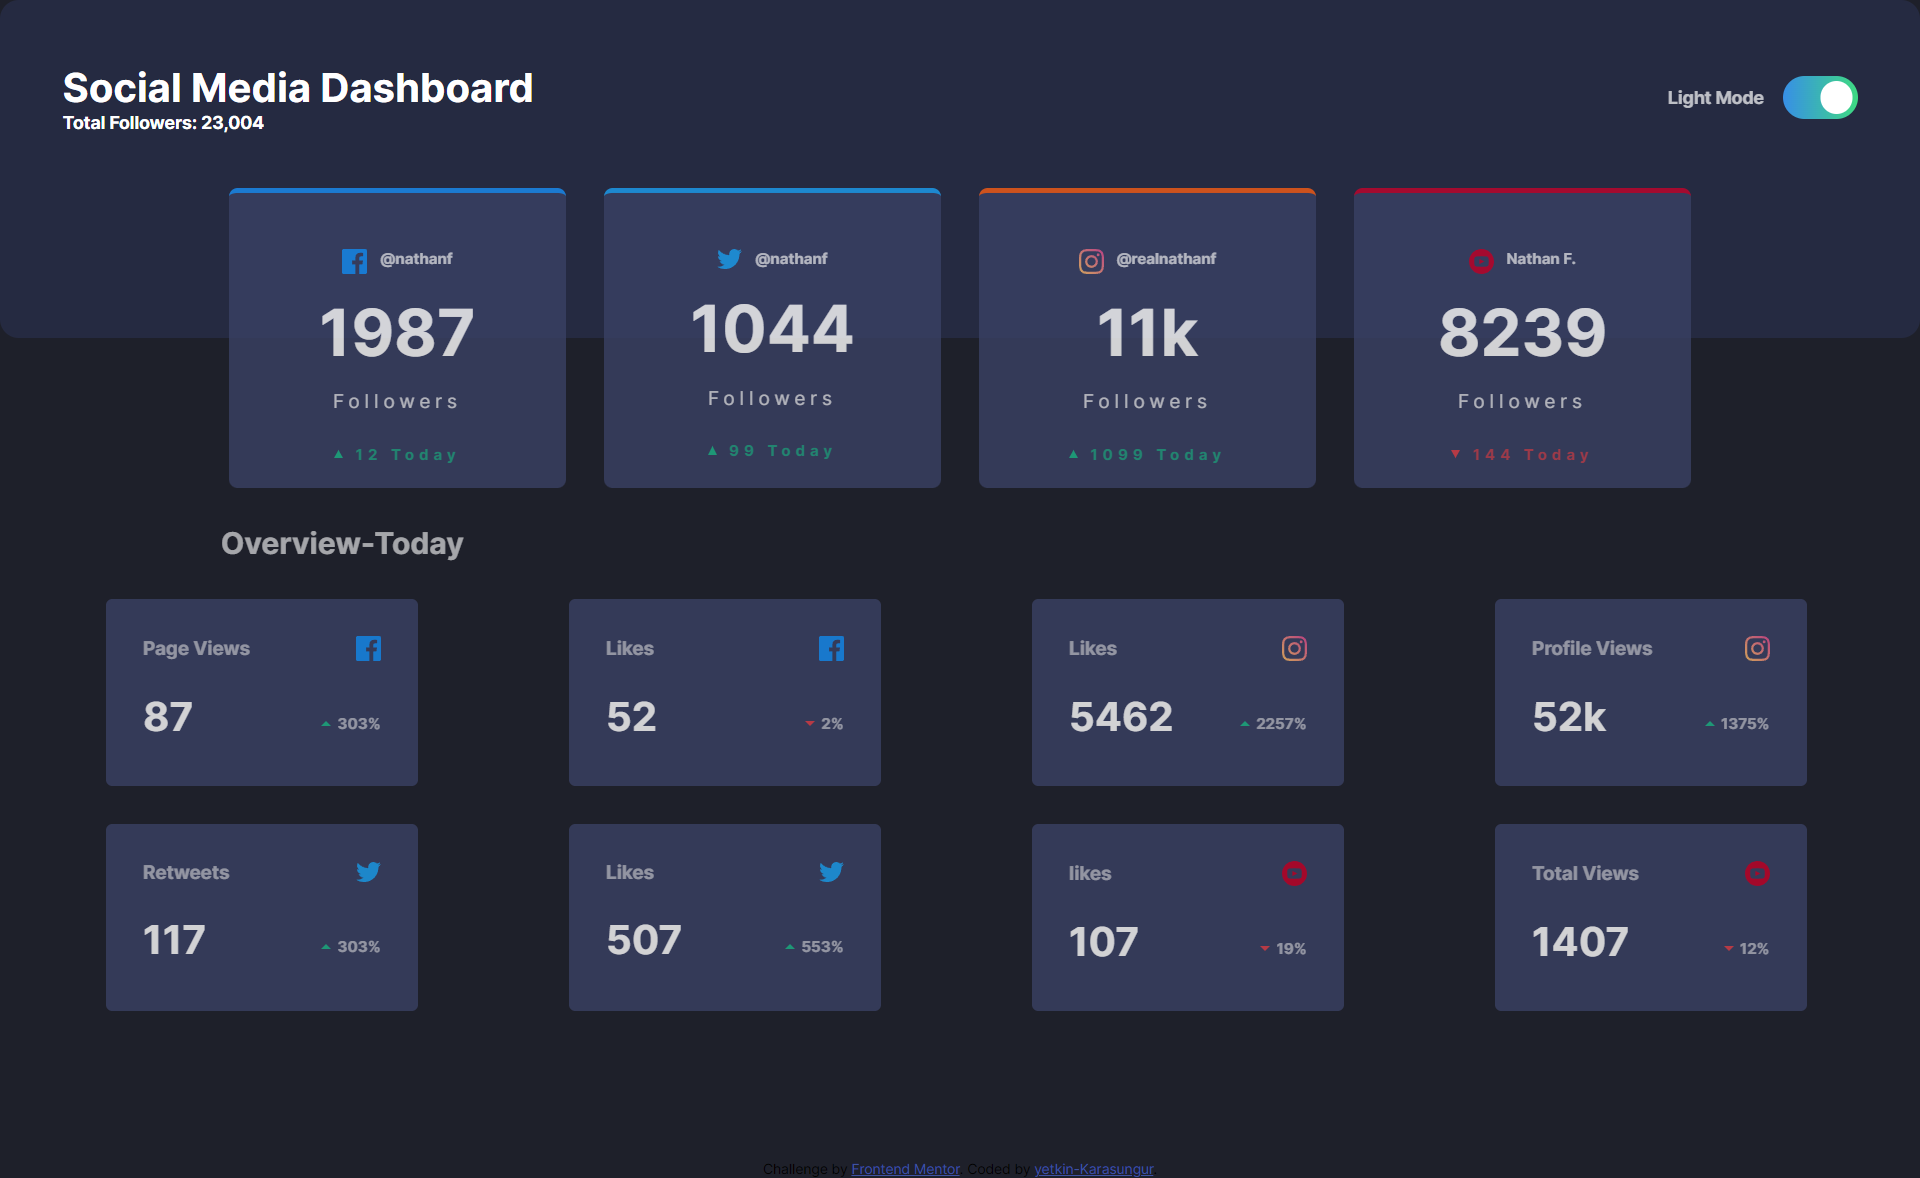 Social Media Dashboard
Total Followers: 23,004
Light Mode
@nathanf
1987
Followers
12 Today
@nathanf
1044
Followers
99 Today
@realnathanf
11k
Followers
1099 Today
Nathan F.
8239
Followers
144 Today
Overview-Today
Page Views
87
303%
Likes
52
2%
Likes
5462
2257%
Profile Views
52k
1375%
Retweets
117
303%
Likes
507
553%
likes
107
19%
Total Views
1407
12%
Challenge by Frontend Mentor. Coded by yetkin-Karasungur.